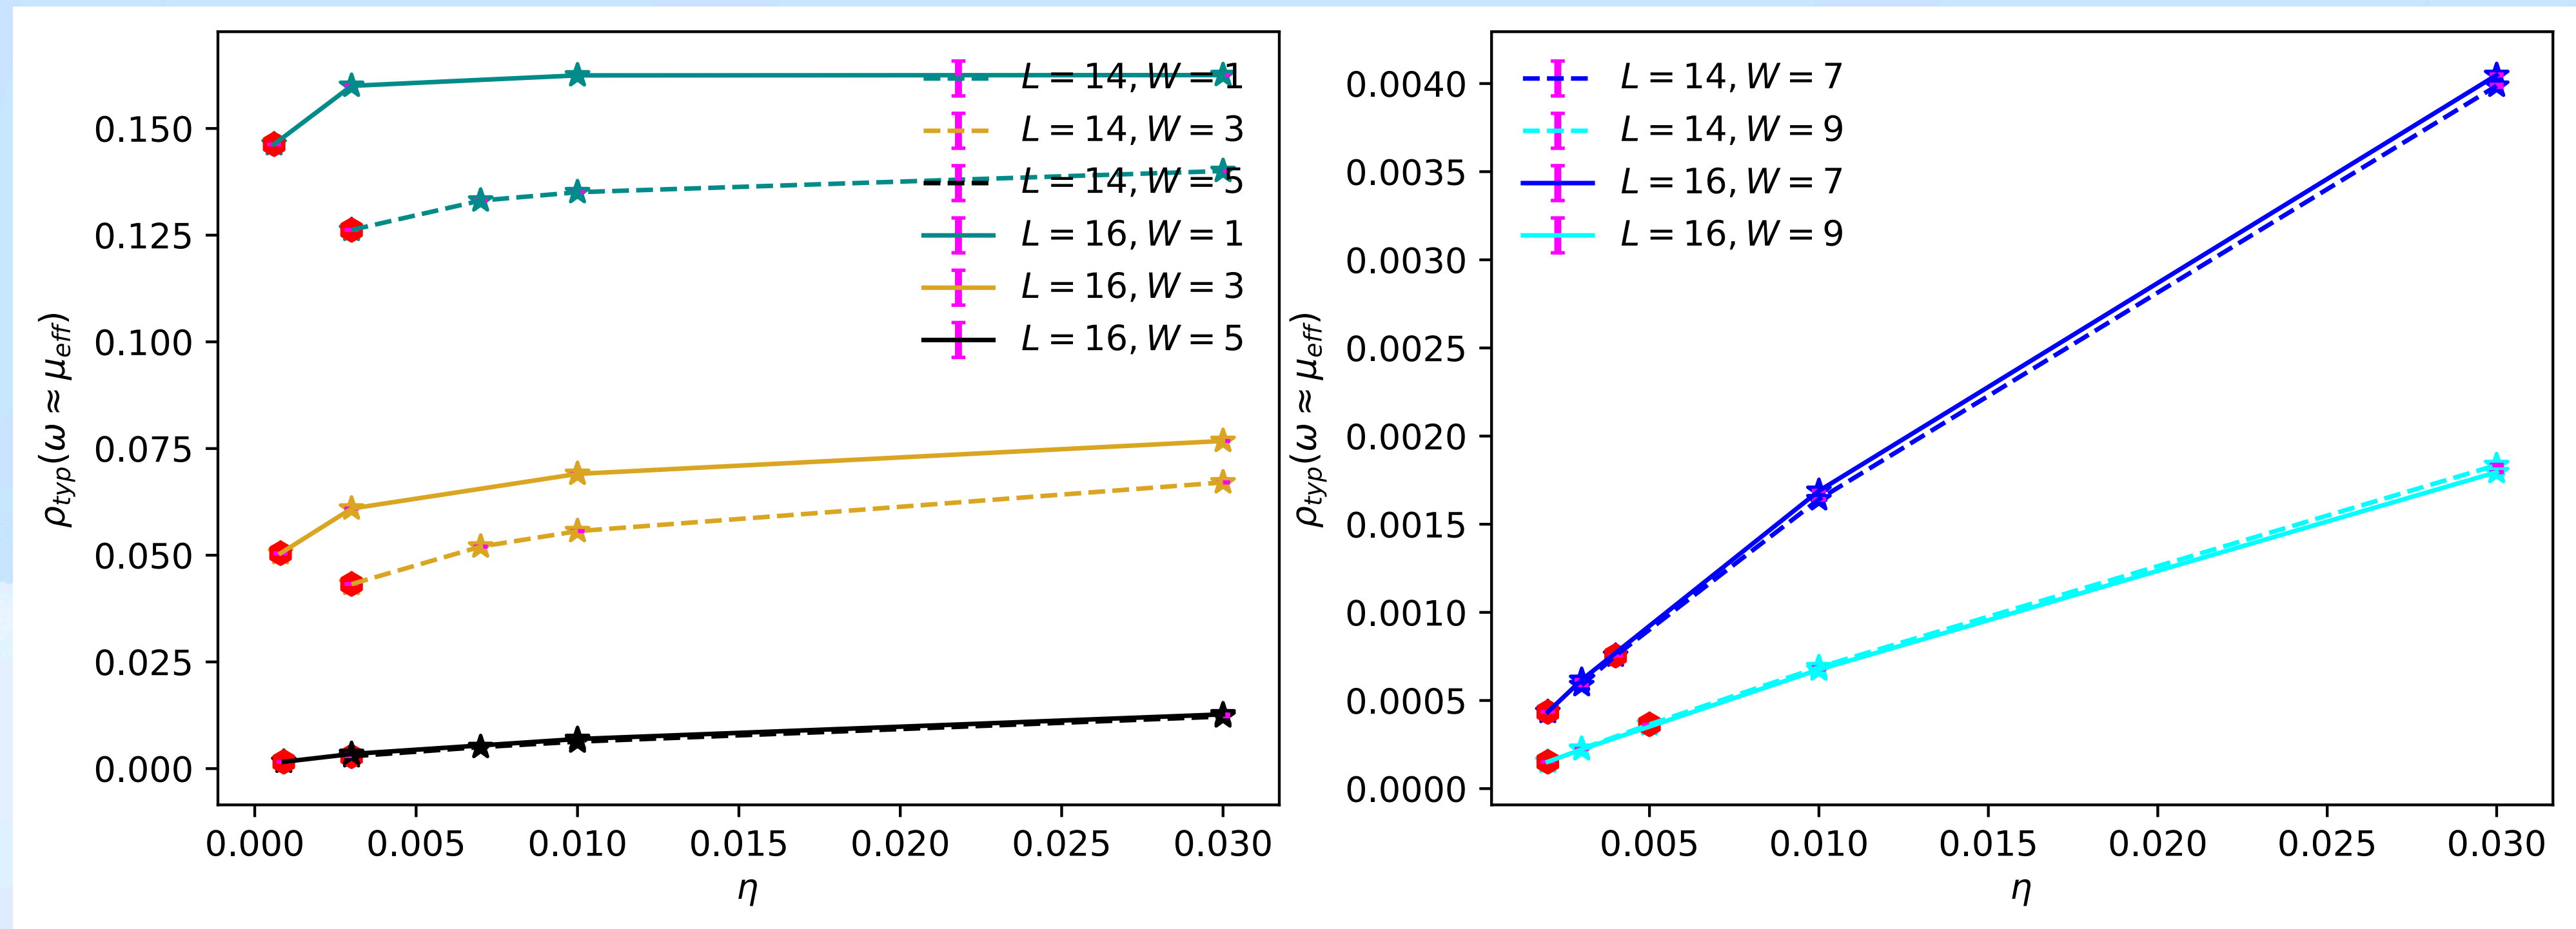 ρ_typ(ω ≈ μ_eff)
0.150
0.125
0.100
0.075
0.050
0.025
0.000
0.000 0.005 0.010 0.015 0.020 0.025 0.030
η
L = 14, W = 1
L = 14, W = 3
L = 14, W = 5
L = 16, W = 1
L = 16, W = 3
L = 16, W = 5
ρ_typ(ω ≈ μ_eff)
0.0040
0.0035
0.0030
0.0025
0.0020
0.0015
0.0010
0.0005
0.0000
0.005 0.010 0.015 0.020 0.025 0.030
η
L = 14, W = 7
L = 14, W = 9
L = 16, W = 7
L = 16, W = 9